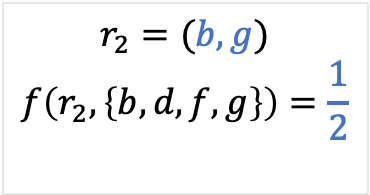 r₂ = (b, g)
f(r₂, {b, d, f, g}) = 1/2